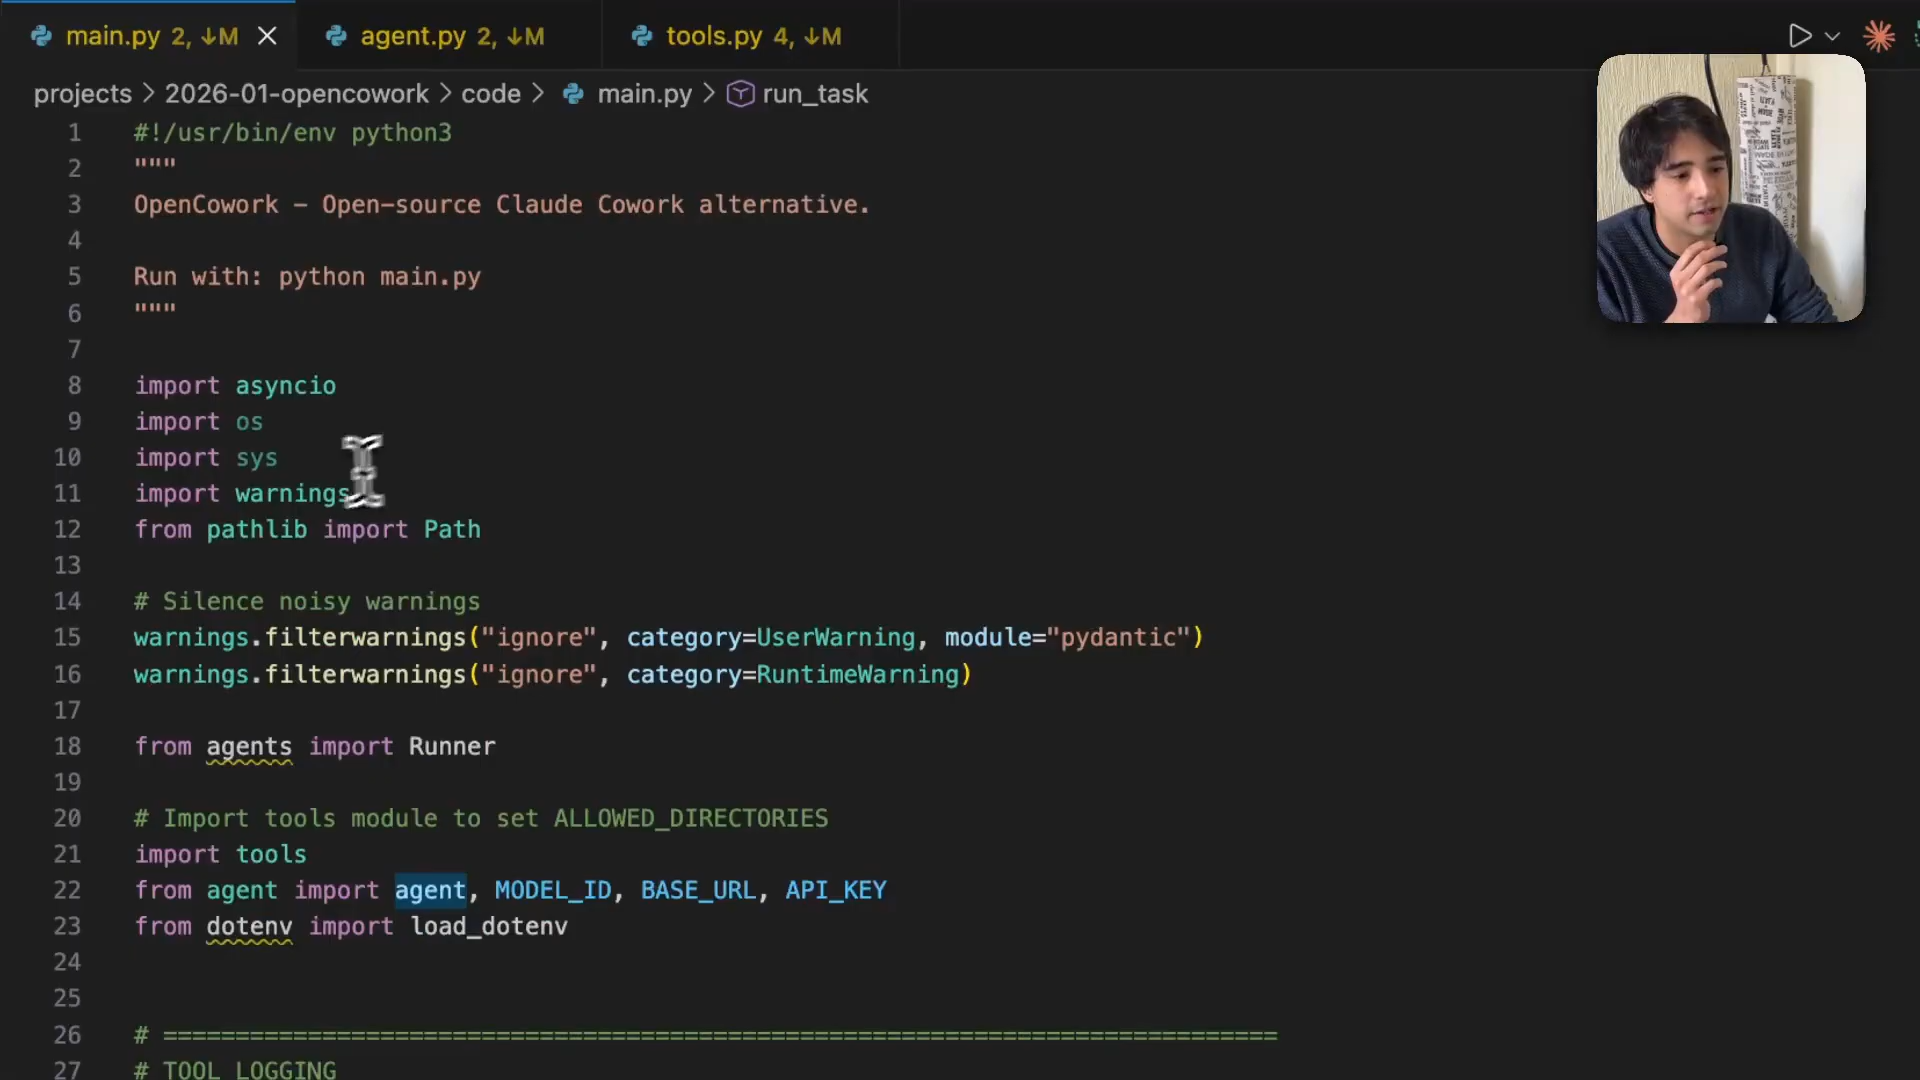 main.py 2, ↓M
agent.py 2, ↓M
tools.py 4, ↓M
projects > 2026-01-opencowork > code > main.py > run_task
1 #!/usr/bin/env python3
2 """
3 OpenCowork – Open-source Claude Cowork alternative.
4
5 Run with: python main.py
6 """
7
8 import asyncio
9 import os
10 import sys
11 import warnings
12 from pathlib import Path
13
14 # Silence noisy warnings
15 warnings.filterwarnings("ignore", category=UserWarning, module="pydantic")
16 warnings.filterwarnings("ignore", category=RuntimeWarning)
17
18 from agents import Runner
19
20 # Import tools module to set ALLOWED_DIRECTORIES
21 import tools
22 from agent import agent, MODEL_ID, BASE_URL, API_KEY
23 from dotenv import load_dotenv
24
25
26 # =============================================================================
27 # TOOL LOGGING